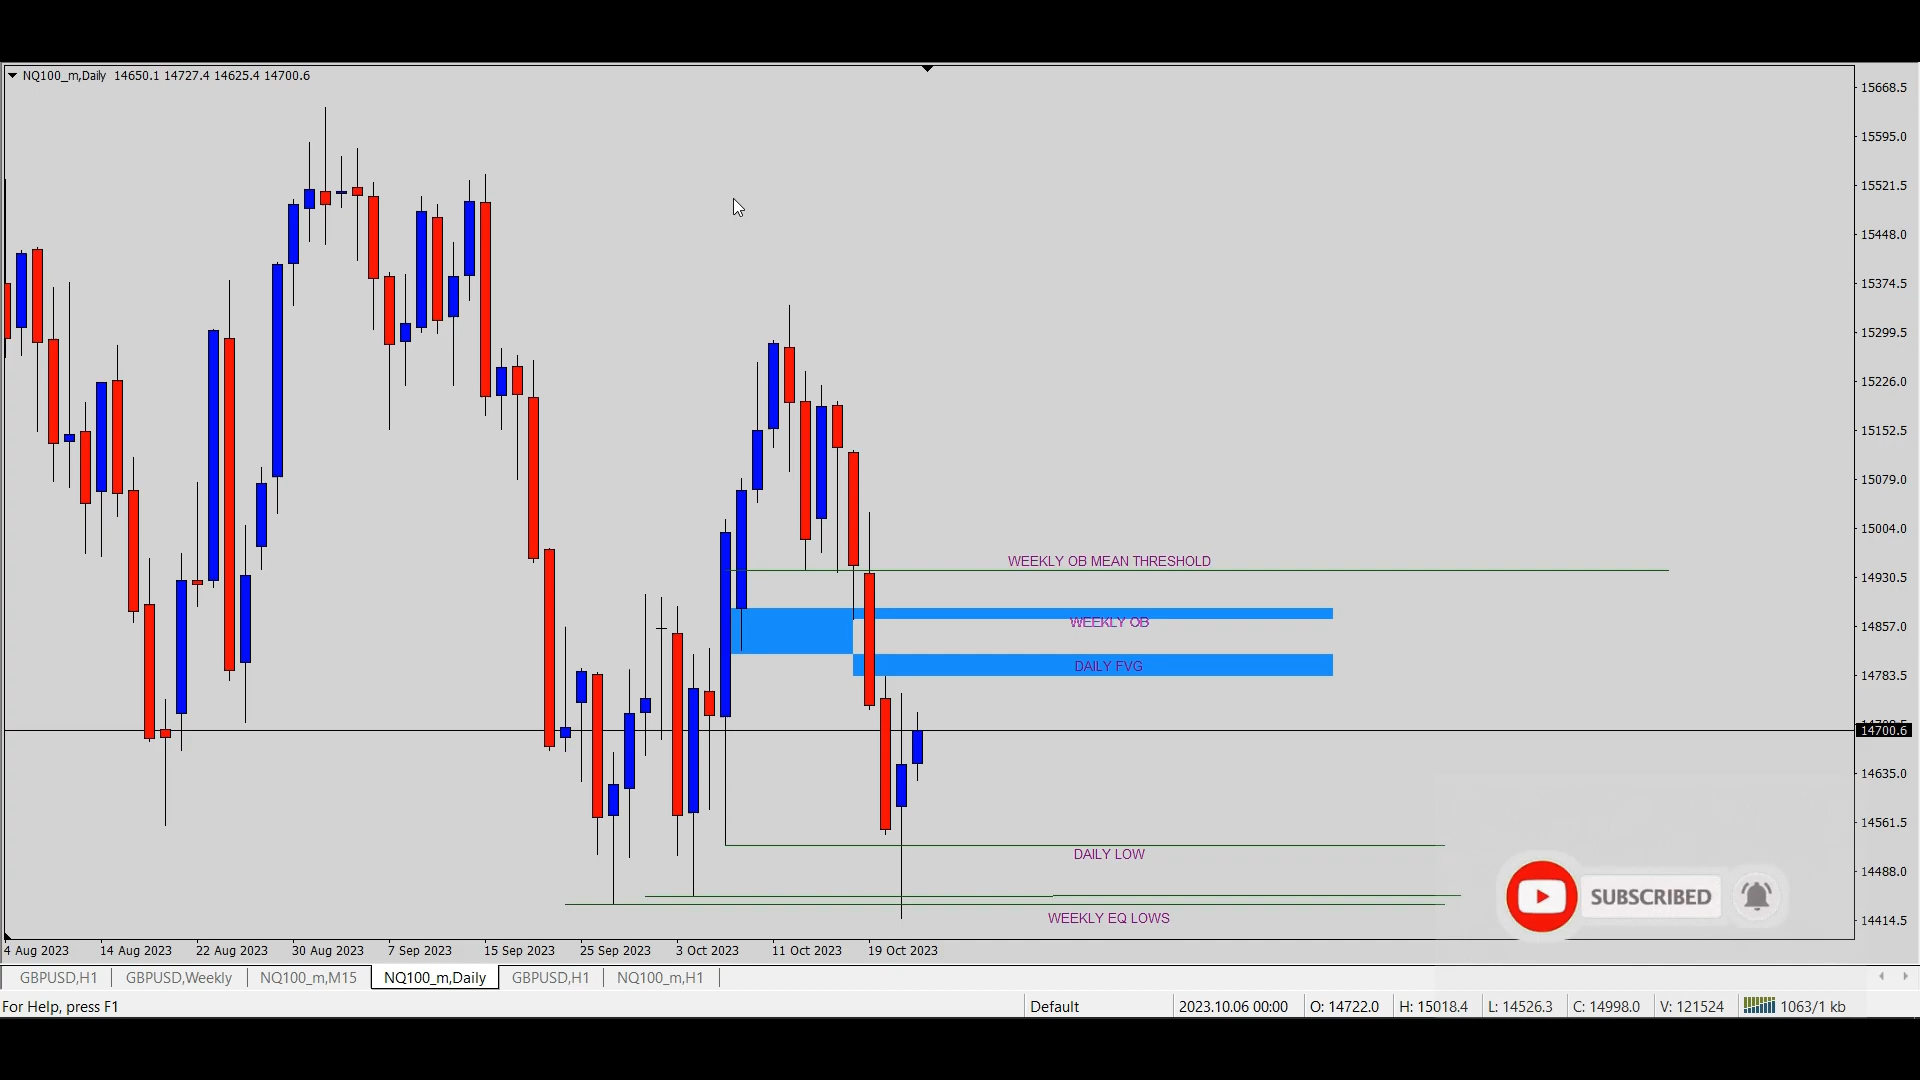 NQ100_m,Daily 14650.1 14727.4 14625.4 14700.6
15668.5
15595.0
15521.5
15448.0
15374.5
15299.5
15226.0
15152.5
15079.0
15004.0
WEEKLY OB MEAN THRESHOLD
14930.5
WEEKLY OB
14857.0
DAILY FVG
14783.5
14700.6
14635.0
14561.5
DAILY LOW
14488.0
SUBSCRIBED
WEEKLY EQ LOWS
14414.5
4 Aug 2023 14 Aug 2023 22 Aug 2023 30 Aug 2023 7 Sep 2023 15 Sep 2023 25 Sep 2023 3 Oct 2023 11 Oct 2023 19 Oct 2023
GBPUSD,H1 GBPUSD,Weekly NQ100_m,M15 NQ100_m,Daily GBPUSD,H1 NQ100_m,H1
For Help, press F1 Default 2023.10.06 00:00 O: 14722.0 H: 15018.4 L: 14526.3 C: 14998.0 V: 121524 1063/1 kb